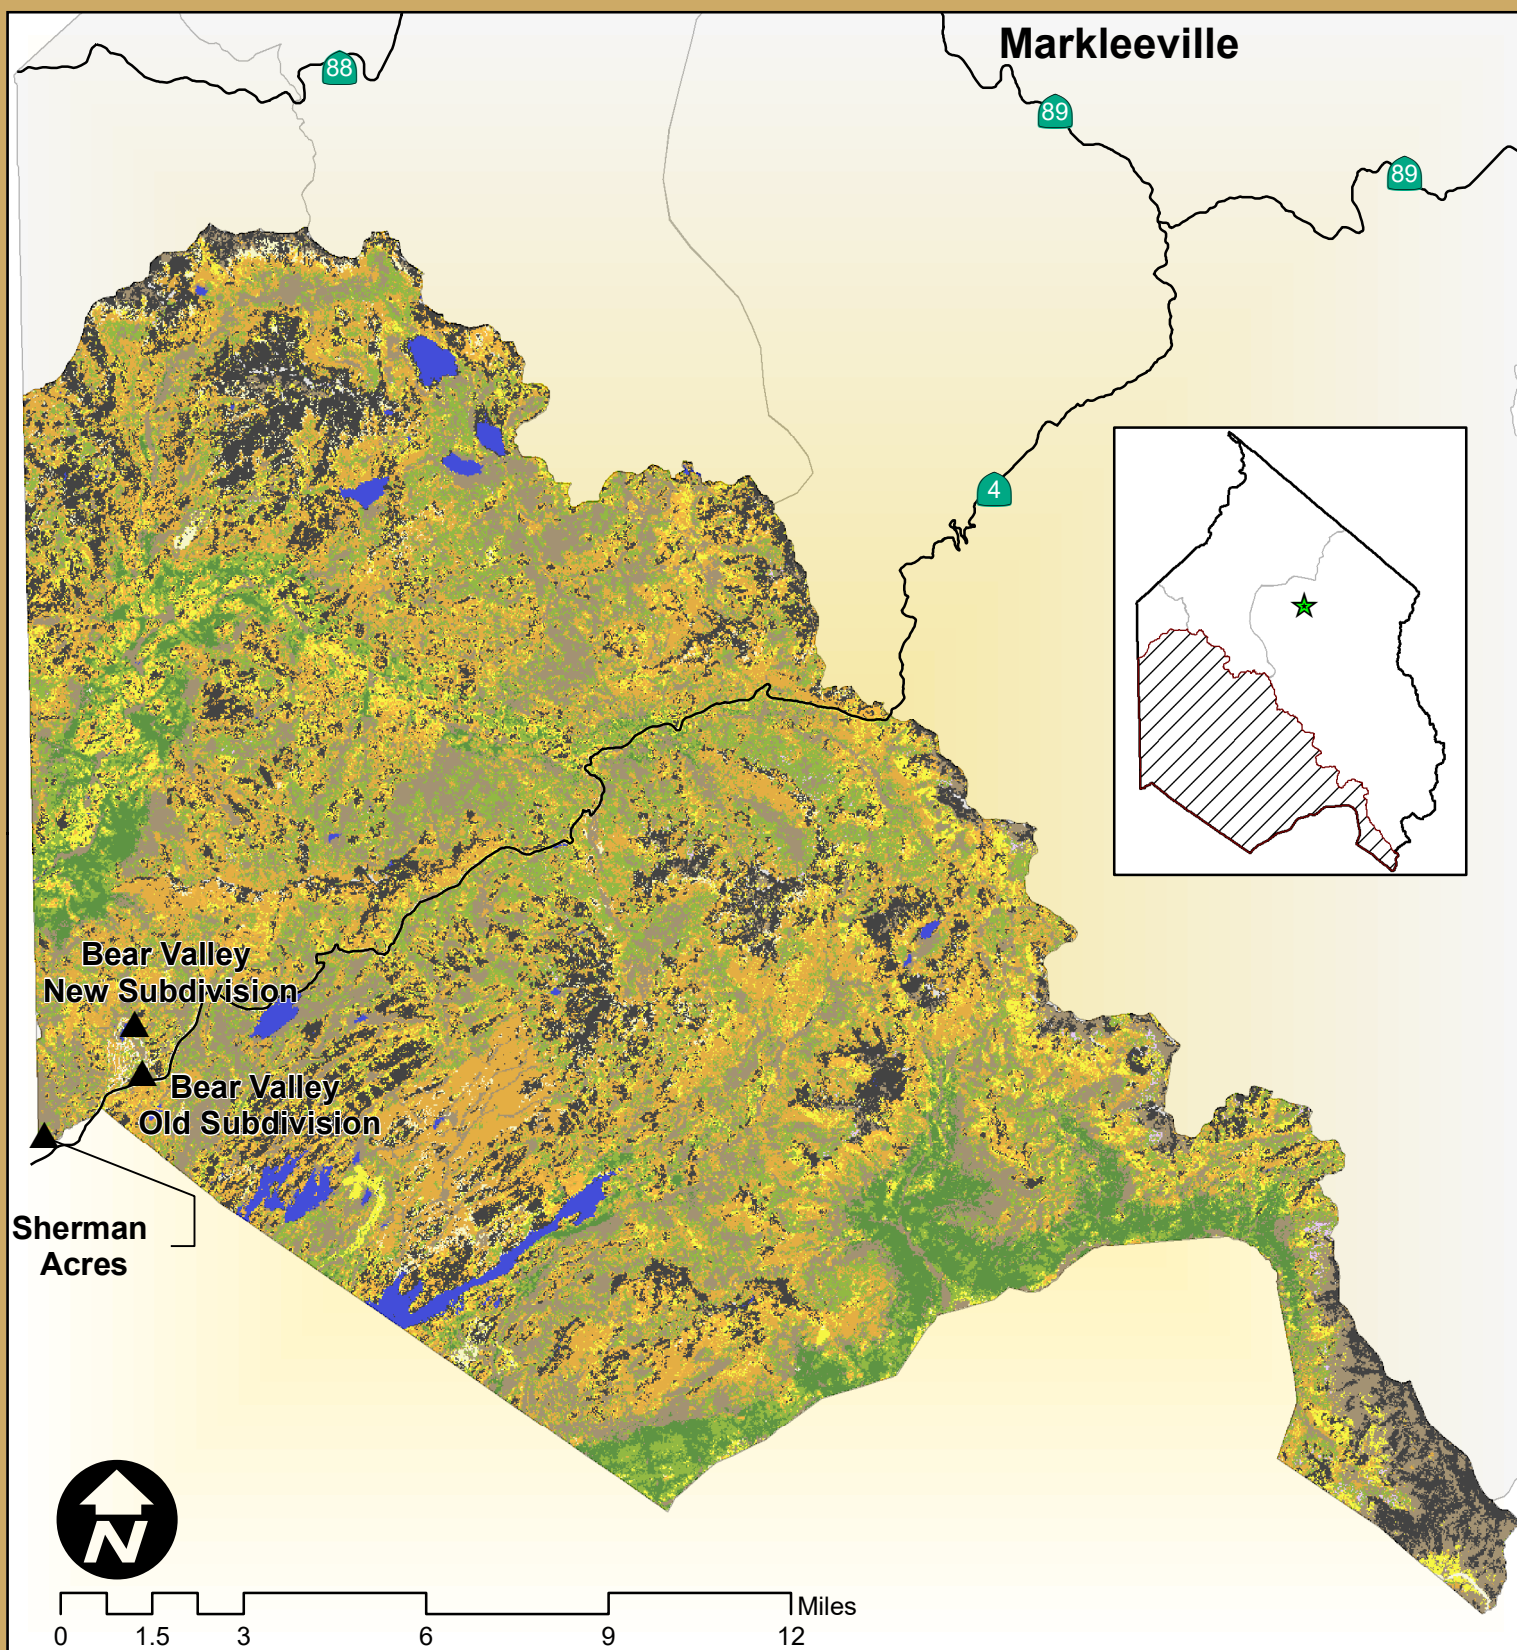 Markleeville
88
89
89
4
Bear Valley
New Subdivision
Bear Valley
Old Subdivision
Sherman
Acres
N
Miles
0 1.5 3 6 9 12